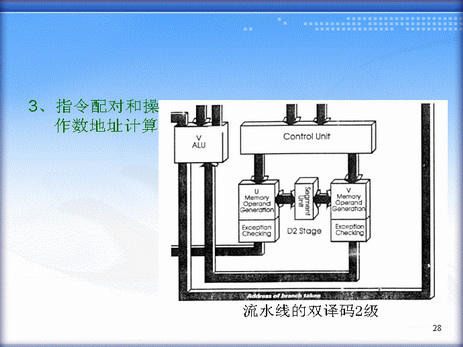 3、指令配对和操
作数地址计算
V
ALU
Control Unit
U
Memory
Operand
Generation
Exception
Checking
Segment
Unit
V
Memory
Operand
Generation
Exception
Checking
D2 Stage
Address of branch taken
流水线的双译码2级
28